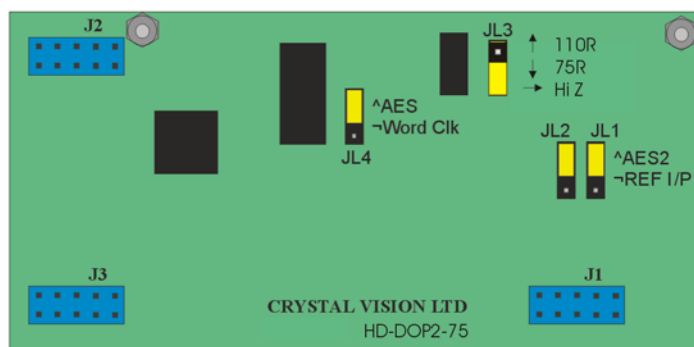 J2
JL3
110R
75R
Hi Z
^AES
¬Word Clk
JL4
JL2 JL1
^AES2
¬REF I/P
J3
J1
CRYSTAL VISION LTD
HD-DOP2-75